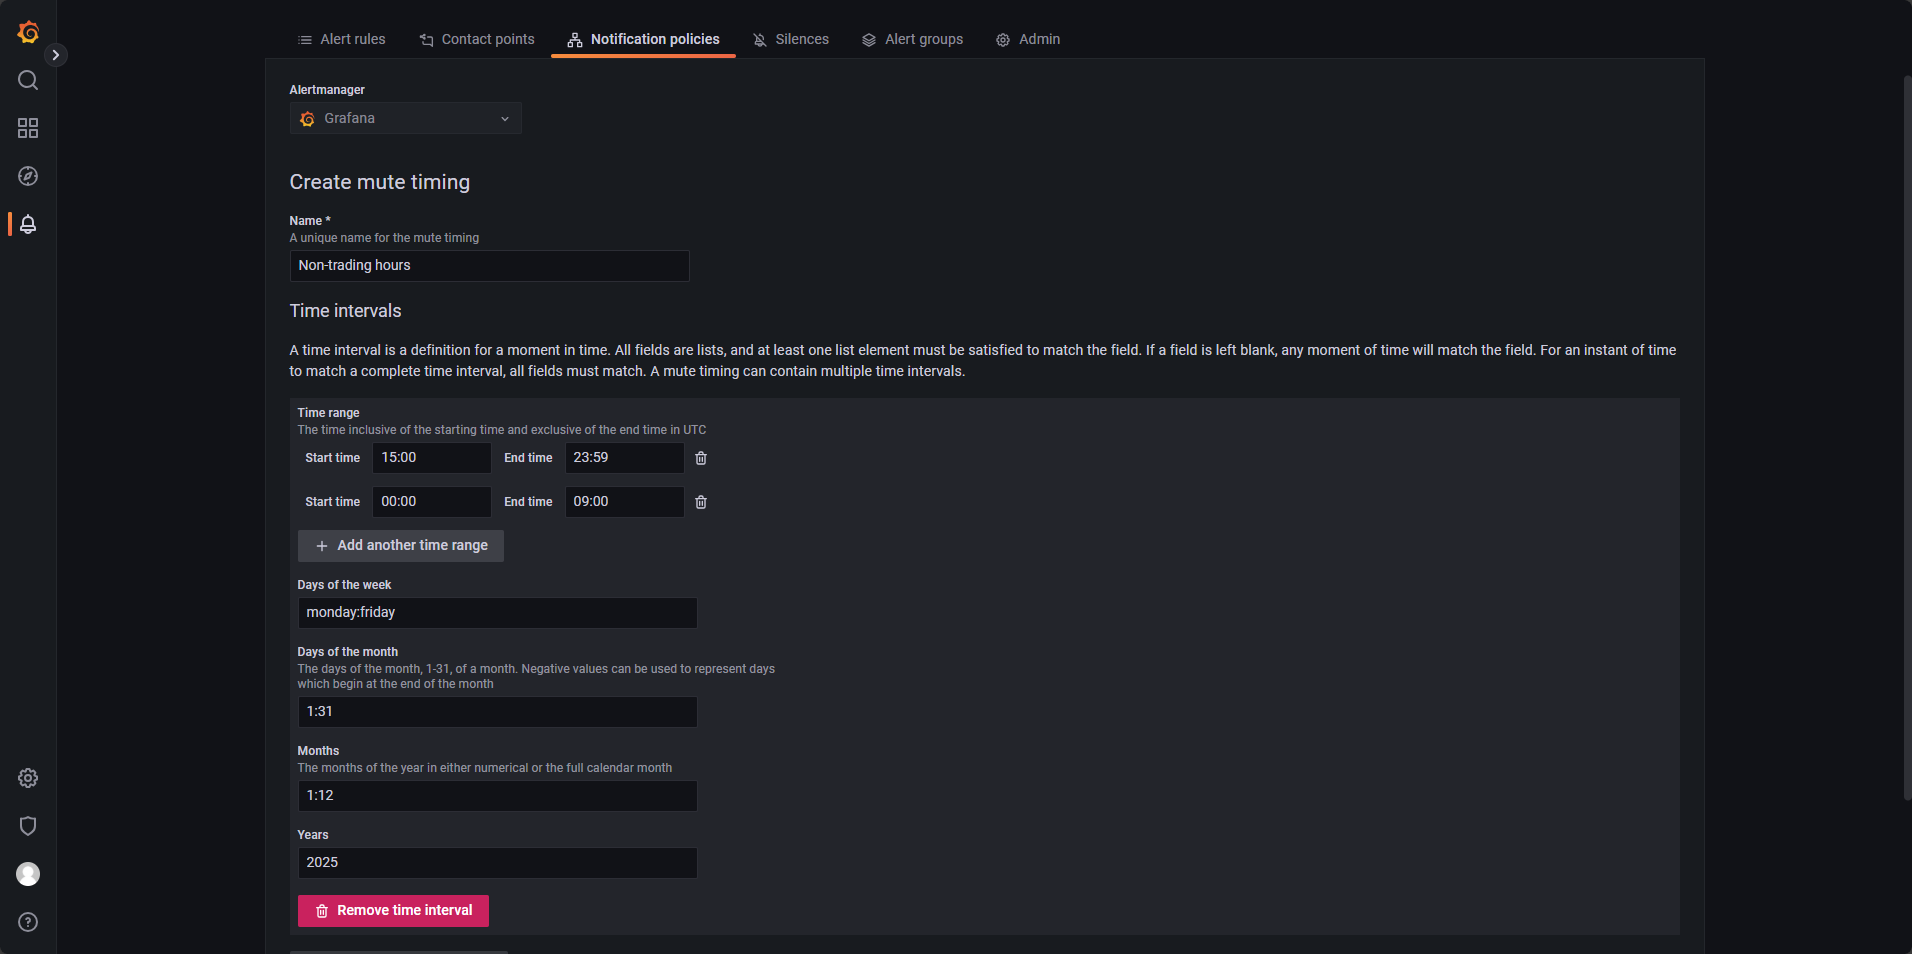 Alert rules
Contact points
Notification policies
Silences
Alert groups
Admin
Alertmanager
Grafana
Create mute timing
Name *
A unique name for the mute timing
Non-trading hours
Time intervals
A time interval is a definition for a moment in time. All fields are lists, and at least one list element must be satisfied to match the field. If a field is left blank, any moment of time will match the field. For an instant of time
to match a complete time interval, all fields must match. A mute timing can contain multiple time intervals.
Time range
The time inclusive of the starting time and exclusive of the end time in UTC
Start time 15:00 End time 23:59
Start time 00:00 End time 09:00
Add another time range
Days of the week
monday:friday
Days of the month
The days of the month, 1-31, of a month. Negative values can be used to represent days
which begin at the end of the month
1:31
Months
The months of the year in either numerical or the full calendar month
1:12
Years
2025
Remove time interval